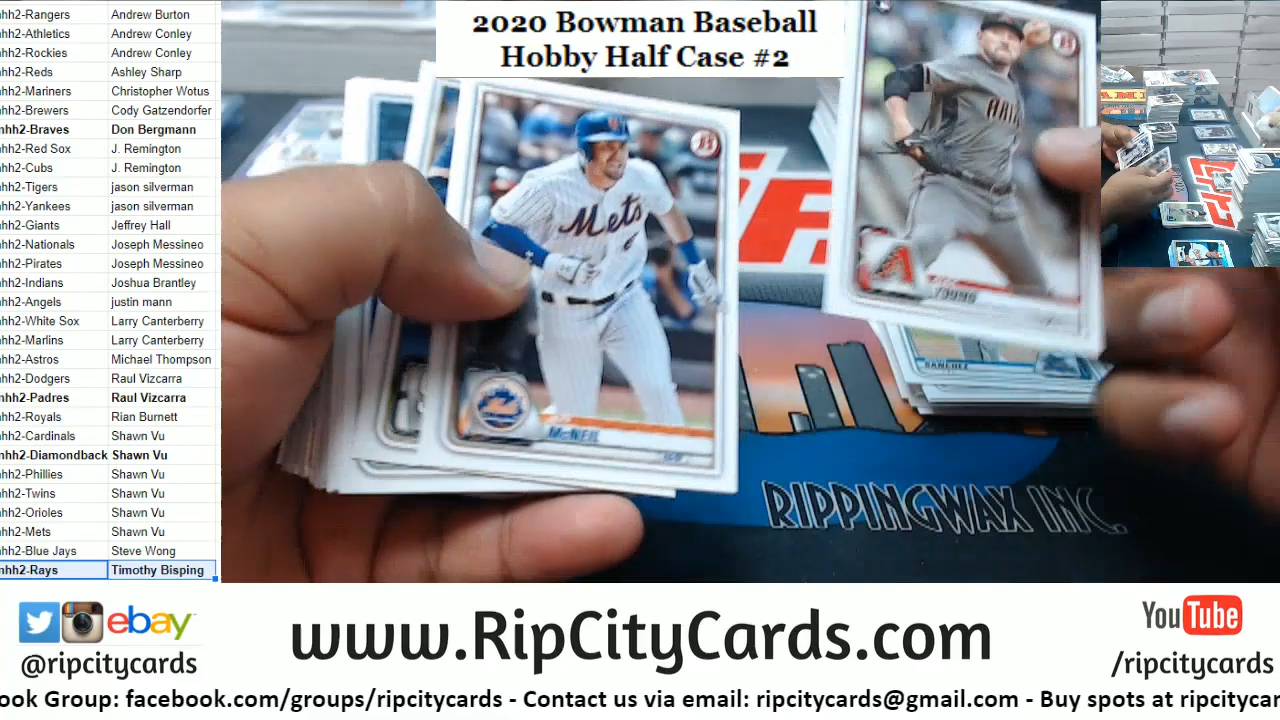 hh2-Rangers Andrew Burton
hh2-Athletics Andrew Conley
hh2-Rockies Andrew Conley
hh2-Reds Ashley Sharp
hh2-Mariners Christopher Wotus
hh2-Brewers Cody Gatzendorfer
hh2-Braves Don Bergmann
hh2-Red Sox J. Remington
hh2-Cubs J. Remington
hh2-Tigers jason silverman
hh2-Yankees jason silverman
hh2-Giants Jeffrey Hall
hh2-Nationals Joseph Messineo
hh2-Pirates Joseph Messineo
hh2-Indians Joshua Brantley
hh2-Angels justin mann
hh2-White Sox Larry Canterberry
hh2-Marlins Larry Canterberry
hh2-Astros Michael Thompson
hh2-Dodgers Raul Vizcarra
hh2-Padres Raul Vizcarra
hh2-Royals Rian Burnett
hh2-Cardinals Shawn Vu
hh2-Diamondback Shawn Vu
hh2-Phillies Shawn Vu
hh2-Twins Shawn Vu
hh2-Orioles Shawn Vu
hh2-Mets Shawn Vu
hh2-Blue Jays Steve Wong
hh2-Rays Timothy Bisping
2020 Bowman Baseball
Hobby Half Case #2
Mets
McNEIL
YOUNG
SANCHEZ
RIPPINGWAX INC.
ebay
@ripcitycards
www.RipCityCards.com
YouTube
/ripcitycards
ook Group: facebook.com/groups/ripcitycards - Contact us via email: ripcitycards@gmail.com - Buy spots at ripcitycar